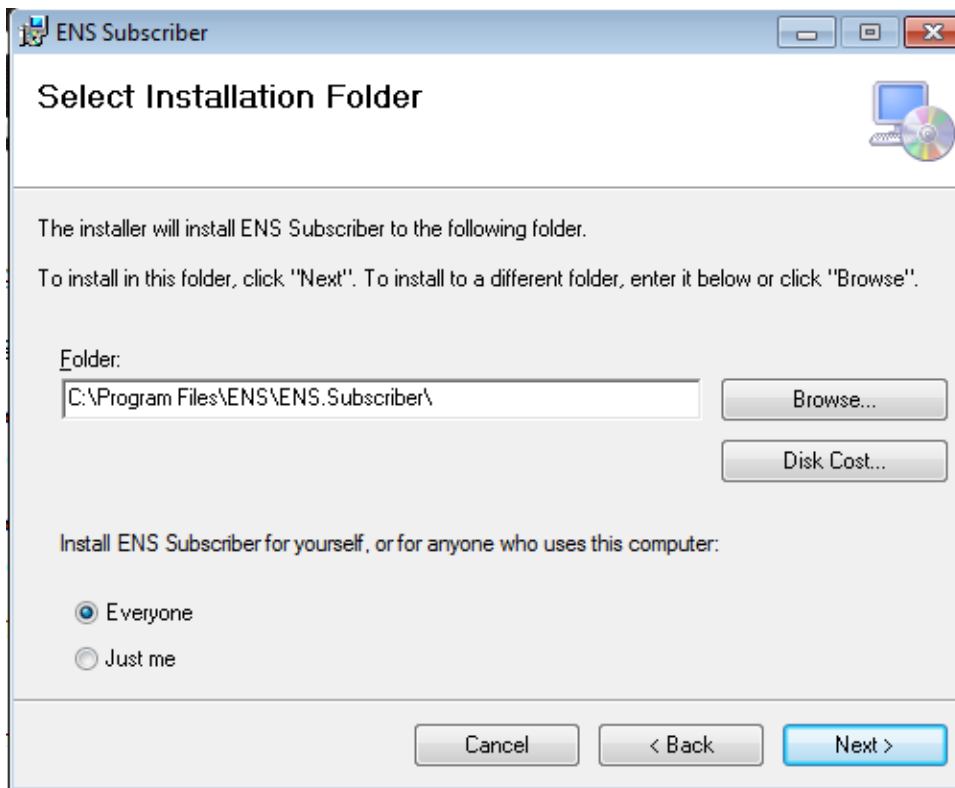 ENS Subscriber
Select Installation Folder
The installer will install ENS Subscriber to the following folder.
To install in this folder, click "Next". To install to a different folder, enter it below or click "Browse".
Folder:
C:\Program Files\ENS\ENS.Subscriber\
Browse...
Disk Cost...
Install ENS Subscriber for yourself, or for anyone who uses this computer:
Everyone
Just me
Cancel
< Back
Next >